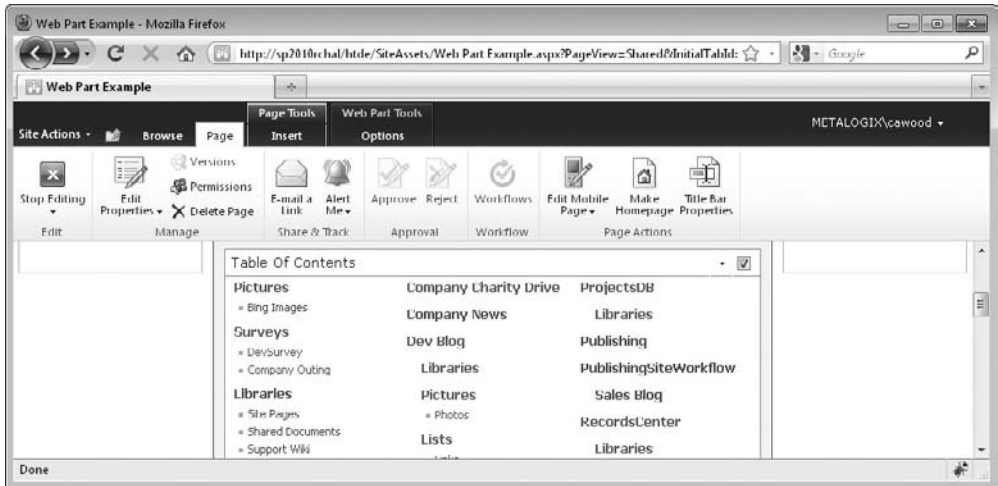 Web Part Example - Mozilla Firefox
http://sp2010rchal/htdc/SiteAssets/Web Part Example.aspx?PageView=Shared&InitialTabId:
Google
Web Part Example
Page Tools Web Part Tools
Site Actions Browse Page Insert Options METALOGIX\cawood
Stop Editing
Edit Properties
Versions
Permissions
Delete Page
E-mail a Link
Alert Me
Approve Reject
Workflows
Edit Mobile Page
Make Homepage
Title Bar Properties
Edit Manage Share & Track Approval Workflow Page Actions
Table Of Contents
Pictures
Bing Images
Surveys
DevSurvey
Company Outing
Libraries
Site Pages
Shared Documents
Support Wiki
Company Charity Drive
Company News
Dev Blog
Libraries
Pictures
Photos
Lists
ProjectsDB
Libraries
Publishing
PublishingSiteWorkflow
Sales Blog
RecordsCenter
Libraries
Done